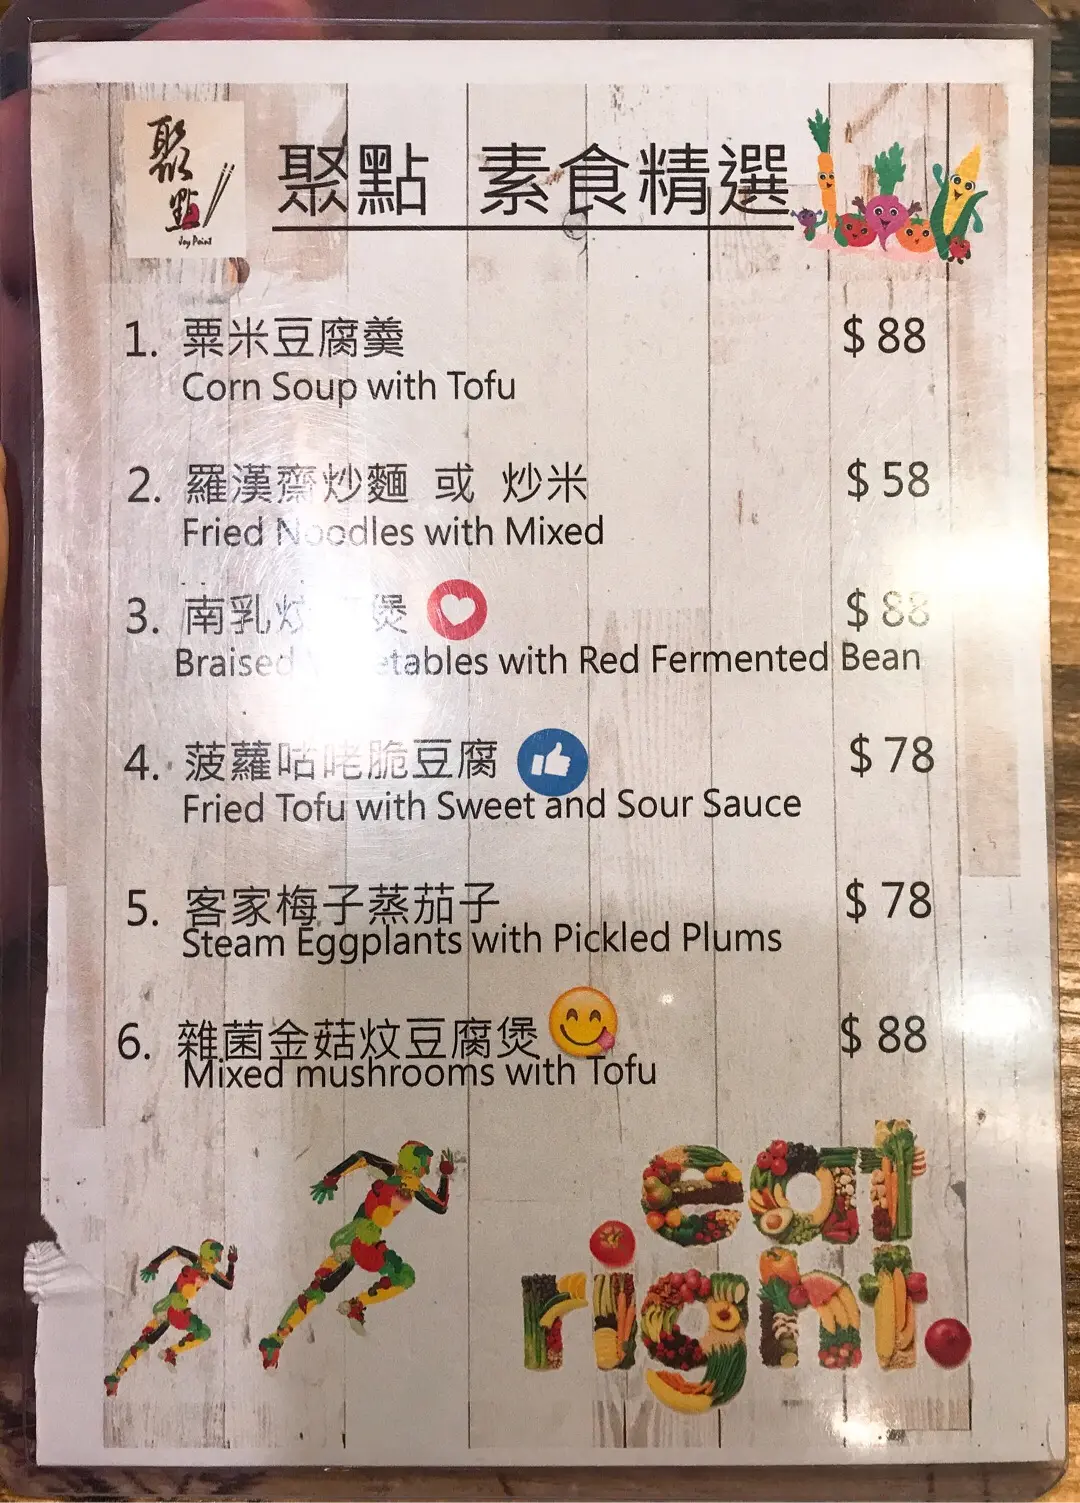 聚點
Joy Point
聚點 素食精選
1. 粟米豆腐羹 $ 88
Corn Soup with Tofu
2. 羅漢齋炒麵 或 炒米 $ 58
Fried Noodles with Mixed
3. 南乳炆 煲 $ 88
Braised Vegetables with Red Fermented Bean
4. 菠蘿咕咾脆豆腐 $ 78
Fried Tofu with Sweet and Sour Sauce
5. 客家梅子蒸茄子 $ 78
Steam Eggplants with Pickled Plums
6. 雜菌金菇炆豆腐煲 $ 88
Mixed mushrooms with Tofu
eat
right.